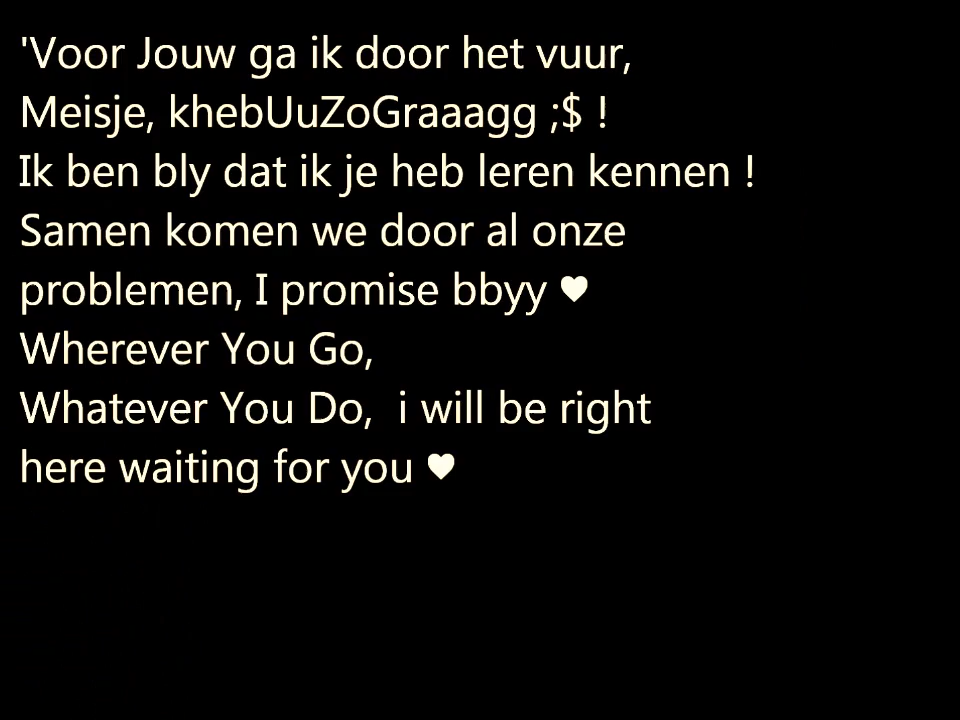 'Voor Jouw ga ik door het vuur,
Meisje, khebUuZoGraaagg ;$ !
Ik ben bly dat ik je heb leren kennen !
Samen komen we door al onze
problemen, I promise bbyy ♥
Wherever You Go,
Whatever You Do,  i will be right
here waiting for you ♥